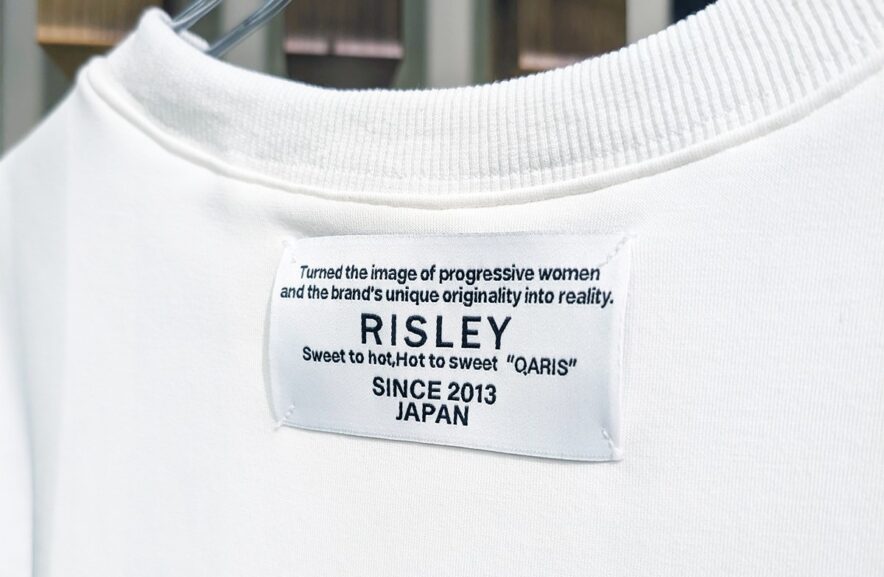 Turned the image of progressive women
and the brand's unique originality into reality.
RISLEY
Sweet to hot,Hot to sweet "QARIS"
SINCE 2013
JAPAN